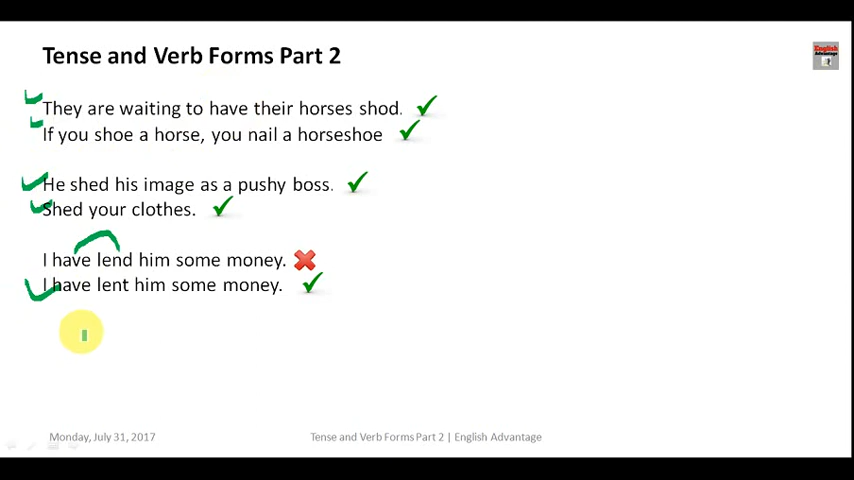 Tense and Verb Forms Part 2
English
Advantage
They are waiting to have their horses shod.
If you shoe a horse, you nail a horseshoe
He shed his image as a pushy boss.
Shed your clothes.
I have lend him some money.
I have lent him some money.
Monday, July 31, 2017
Tense and Verb Forms Part 2 | English Advantage